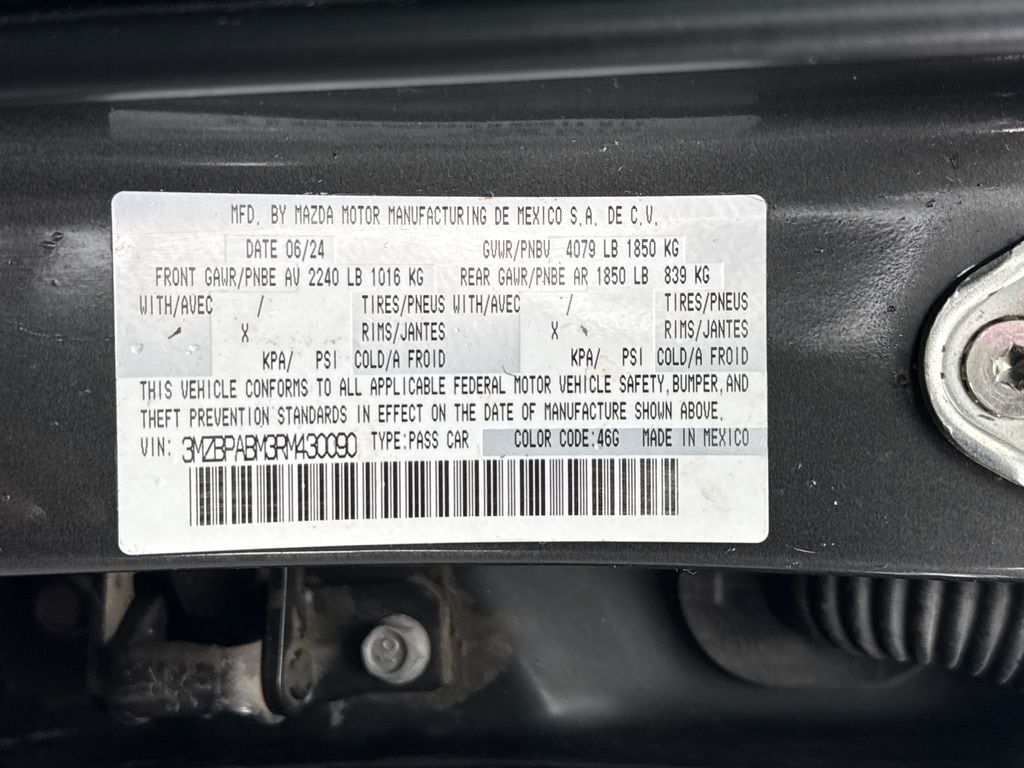 MFD. BY MAZDA MOTOR MANUFACTURING DE MEXICO S.A. DE C.V.
DATE 06/24 GVWR/PNBV 4079 LB 1850 KG
FRONT GAWR/PNBE AV 2240 LB 1016 KG REAR GAWR/PNBE AR 1850 LB 839 KG
WITH/AVEC / TIRES/PNEUS WITH/AVEC / TIRES/PNEUS
X RIMS/JANTES X RIMS/JANTES
KPA/ PSI COLD/A FROID KPA/ PSI COLD/A FROID
THIS VEHICLE CONFORMS TO ALL APPLICABLE FEDERAL MOTOR VEHICLE SAFETY, BUMPER, AND
THEFT PREVENTION STANDARDS IN EFFECT ON THE DATE OF MANUFACTURE SHOWN ABOVE.
VIN: 3MZBPABM3RM430090 TYPE: PASS CAR COLOR CODE: 46G MADE IN MEXICO